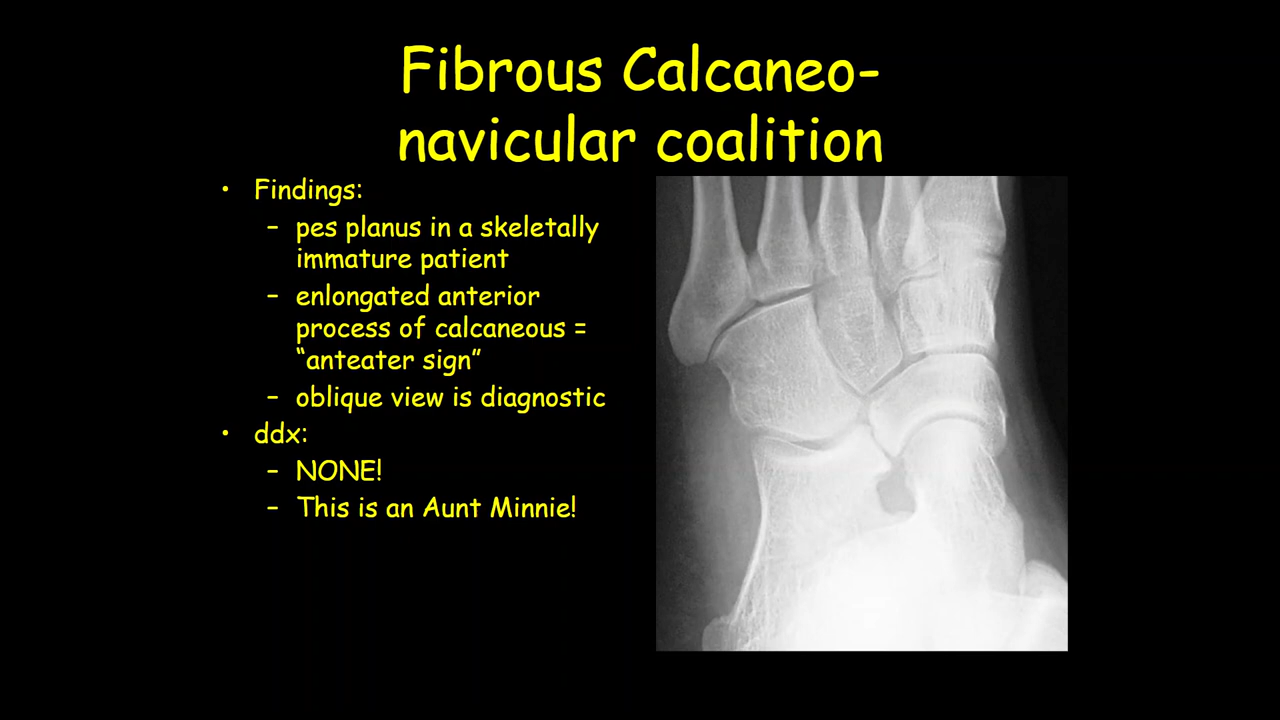 Fibrous Calcaneo-
navicular coalition
• Findings:
– pes planus in a skeletally
immature patient
– enlongated anterior
process of calcaneous =
“anteater sign”
– oblique view is diagnostic
• ddx:
– NONE!
– This is an Aunt Minnie!